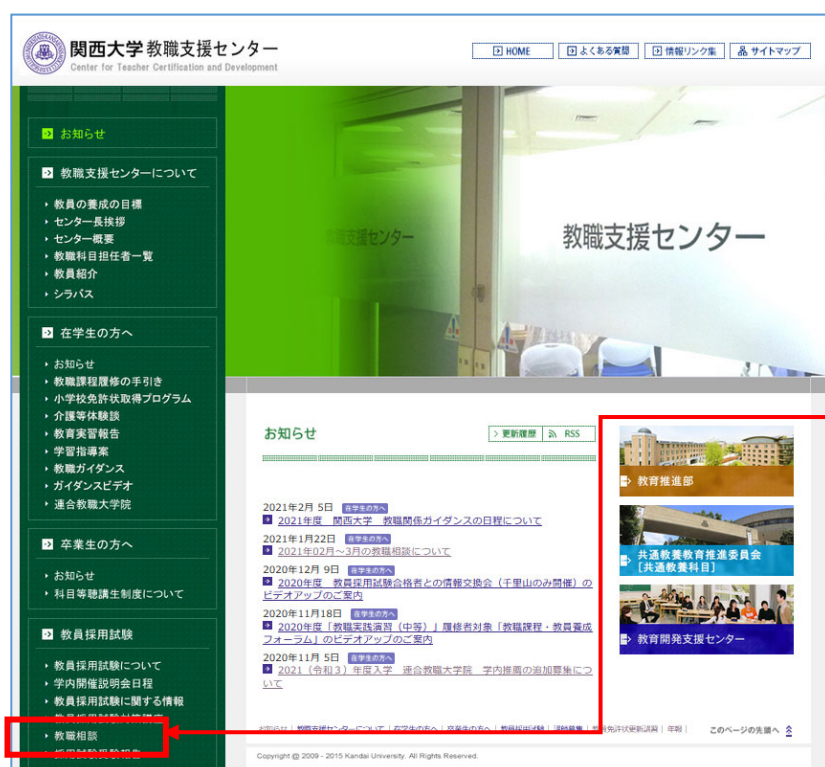 関西大学 教職支援センター
Center for Teacher Certification and Development
HOME
よくある質問
情報リンク集
サイトマップ
お知らせ
教職支援センターについて
教員の養成の目標
センター長挨拶
センター概要
教職科目担任者一覧
教員紹介
シラバス
在学生の方へ
お知らせ
教職課程履修の手引き
小学校免許状取得プログラム
介護等体験談
教育実習報告
学習指導案
教職ガイダンス
ガイダンスビデオ
連合教職大学院
卒業生の方へ
お知らせ
科目等聴講生制度について
教員採用試験
教員採用試験について
学内開催説明会日程
教員採用試験に関する情報
教職相談
教職支援センター
お知らせ
更新履歴
RSS
2021年2月 5日 在学生の方へ
2021年度 関西大学 教職関係ガイダンスの日程について
2021年1月22日 在学生の方へ
2021年02月～3月の教職相談について
2020年12月 9日 在学生の方へ
2020年度 教員採用試験合格者との情報交換会（千里山のみ開催）の
ビデオアップのご案内
2020年11月18日 在学生の方へ
2020年度「教職実践演習（中等）」履修者対象「教職課程・教員養成
フォーラム」のビデオアップのご案内
2020年11月 5日 在学生の方へ
2021（令和3）年度入学 連合教職大学院 学内推薦の追加募集につ
いて
教育推進部
共通教養教育推進委員会
［共通教養科目］
教育開発支援センター
年報
このページの先頭へ
Copyright @ 2009 - 2015 Kandai University. All Rights Reserved.